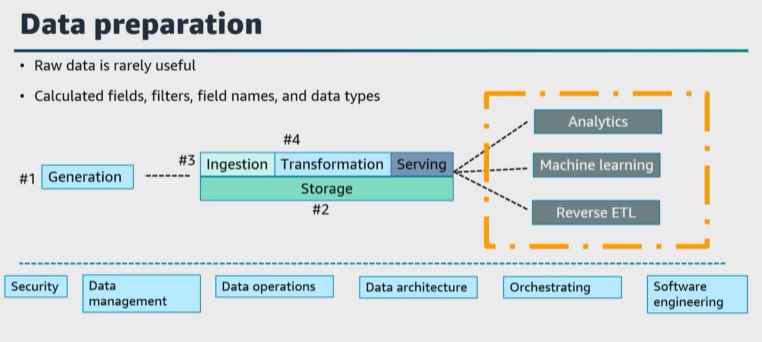 Data preparation
• Raw data is rarely useful
• Calculated fields, filters, field names, and data types
#4
#3 Ingestion Transformation Serving
#1 Generation
Storage
#2
Analytics
Machine learning
Reverse ETL
Security
Data
management
Data operations
Data architecture
Orchestrating
Software
engineering